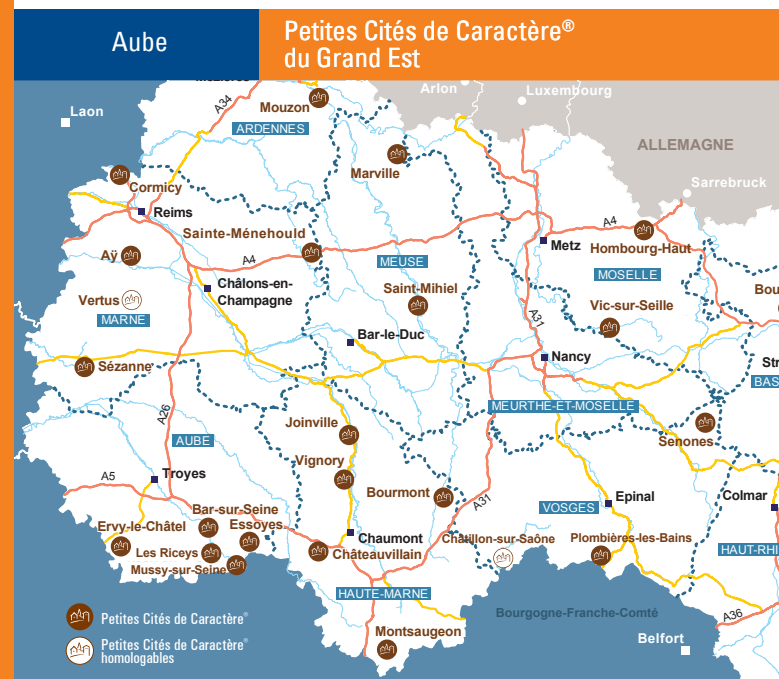 Aube
Petites Cités de Caractère®
du Grand Est
Laon
A34
Mouzon
ARDENNES
Arlon
Luxembourg
ALLEMAGNE
Sarrebruck
Marville
Cormicy
Reims
Sainte-Ménehould
A4
Aÿ
Châlons-en-
Champagne
Vertus
MARNE
MEUSE
Saint-Mihiel
Bar-le-Duc
Metz
A4
Hombourg-Haut
MOSELLE
Vic-sur-Seille
Bou
A31
Nancy
Str
BAS
Sézanne
A26
MEURTHE-ET-MOSELLE
Joinville
AUBE
Vignory
Senones
A5
Troyes
Bourmont
A31
VOSGES
Epinal
Colmar
Bar-sur-Seine
Ervy-le-Châtel
Essoyes
Les Riceys
Mussy-sur-Seine
Chaumont
Châteauvillain
Châtillon-sur-Saône
Plombières-les-Bains
HAUT-RHI
HAUTE-MARNE
Bourgogne-Franche-Comté
A36
Belfort
Montsaugeon
Petites Cités de Caractère®
Petites Cités de Caractère®
homologables